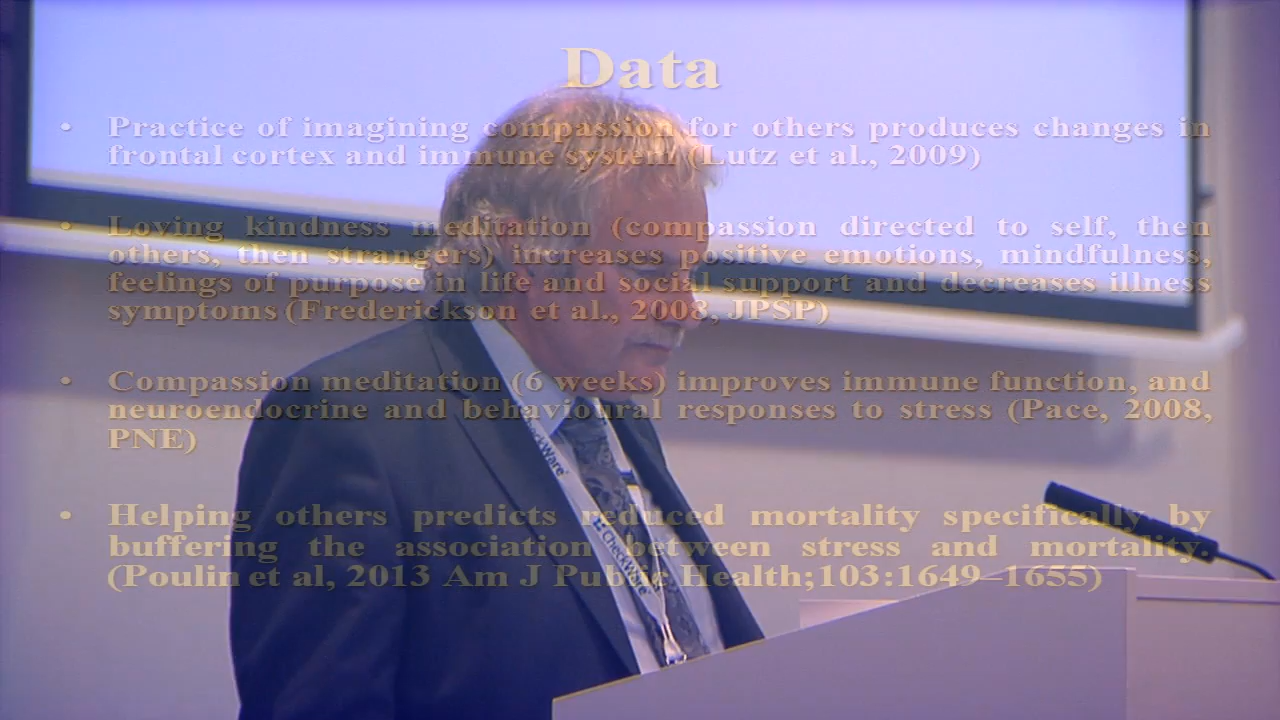 Data
• Practice of imagining compassion for others produces changes in
frontal cortex and immune system (Lutz et al., 2009)
• Loving kindness meditation (compassion directed to self, then
others, then strangers) increases positive emotions, mindfulness,
feelings of purpose in life and social support and decreases illness
symptoms (Frederickson et al., 2008, JPSP)
• Compassion meditation (6 weeks) improves immune function, and
neuroendocrine and behavioural responses to stress (Pace, 2008,
PNE)
• Helping others predicts reduced mortality specifically by
buffering the association between stress and mortality.
(Poulin et al, 2013 Am J Public Health;103:1649–1655)
CheckWare
CheckWare